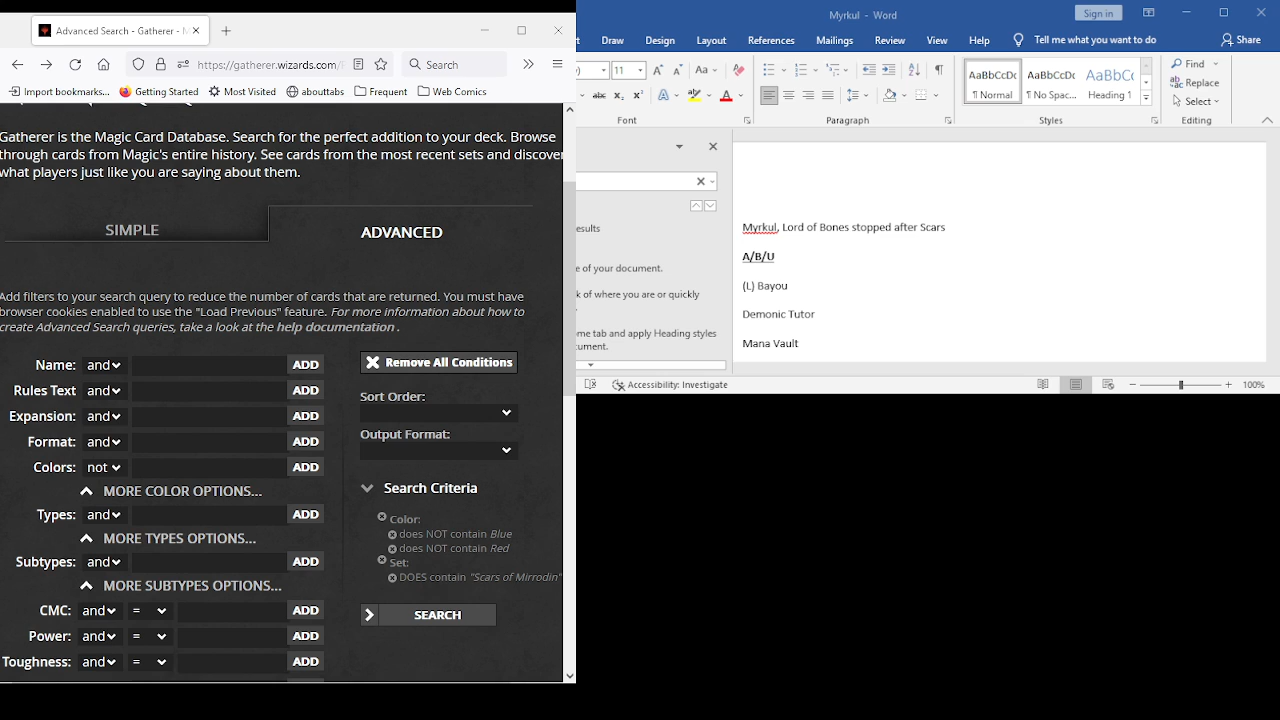 Advanced Search - Gatherer - M
https://gatherer.wizards.com/
Search
Import bookmarks...
Getting Started
Most Visited
abouttabs
Frequent
Web Comics
Gatherer is the Magic Card Database. Search for the perfect addition to your deck. Browse
through cards from Magic's entire history. See cards from the most recent sets and discover
what players just like you are saying about them.
SIMPLE
ADVANCED
Add filters to your search query to reduce the number of cards that are returned. You must have
browser cookies enabled to use the "Load Previous" feature. For more information about how to
create Advanced Search queries, take a look at the help documentation .
Name: and ADD
Rules Text and ADD
Expansion: and ADD
Format: and ADD
Colors: not ADD
MORE COLOR OPTIONS...
Types: and ADD
MORE TYPES OPTIONS...
Subtypes: and ADD
MORE SUBTYPES OPTIONS...
CMC: and = ADD
Power: and = ADD
Toughness: and = ADD
Remove All Conditions
Sort Order:
Output Format:
Search Criteria
Color:
does NOT contain Blue
does NOT contain Red
Set:
DOES contain "Scars of Mirrodin"
SEARCH
Myrkul - Word
Sign in
Draw Design Layout References Mailings Review View Help Tell me what you want to do Share
11
Aa
abc x₂ x² A A
Font
Paragraph
AaBbCcDc AaBbCcDc AaBbCc
¶ Normal ¶ No Spac... Heading 1
Styles
Find
Replace
Select
Editing
esults
e of your document.
k of where you are or quickly
ome tab and apply Heading styles
cument.
Myrkul, Lord of Bones stopped after Scars
A/B/U
(L) Bayou
Demonic Tutor
Mana Vault
Accessibility: Investigate
100%